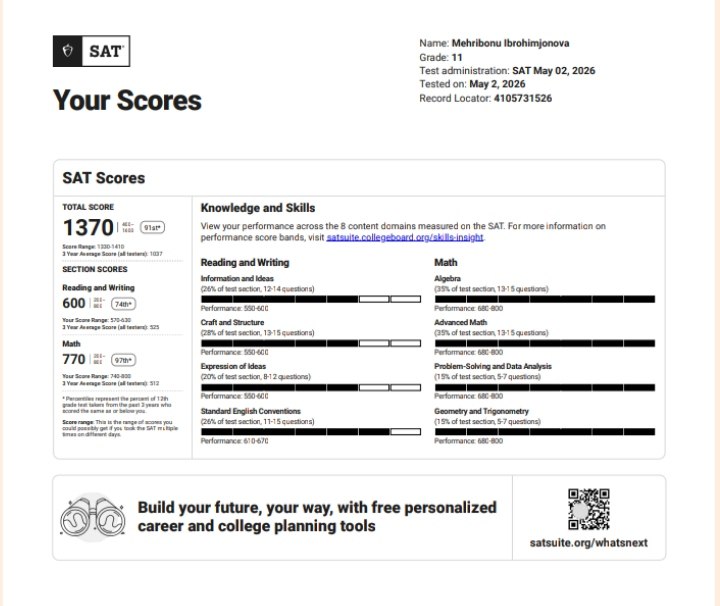 SAT
Name: Mehribonu Ibrohimjonova
Grade: 11
Test administration: SAT May 02, 2026
Tested on: May 2, 2026
Record Locator: 4105731526
Your Scores
SAT Scores
TOTAL SCORE
1370 | 400–1600 91st*
Score Range: 1330-1410
3 Year Average Score (all testers): 1037
SECTION SCORES
Reading and Writing
600 | 200–800 74th*
Your Score Range: 570-630
3 Year Average Score (all testers): 525
Math
770 | 200–800 97th*
Your Score Range: 740-800
3 Year Average Score (all testers): 512
* Percentiles represent the percent of 12th
grade test takers from the past 3 years who
scored the same as or below you.
Score range: This is the range of scores you
could possibly get if you took the SAT multiple
times on different days.
Knowledge and Skills
View your performance across the 8 content domains measured on the SAT. For more information on
performance score bands, visit satsuite.collegeboard.org/skills-insight.
Reading and Writing
Information and Ideas
(26% of test section, 12-14 questions)
Performance: 550-600
Craft and Structure
(28% of test section, 13-15 questions)
Performance: 550-600
Expression of Ideas
(20% of test section, 8-12 questions)
Performance: 550-600
Standard English Conventions
(26% of test section, 11-15 questions)
Performance: 610-670
Math
Algebra
(35% of test section, 13-15 questions)
Performance: 680-800
Advanced Math
(35% of test section, 13-15 questions)
Performance: 680-800
Problem-Solving and Data Analysis
(15% of test section, 5-7 questions)
Performance: 680-800
Geometry and Trigonometry
(15% of test section, 5-7 questions)
Performance: 680-800
Build your future, your way, with free personalized
career and college planning tools
satsuite.org/whatsnext